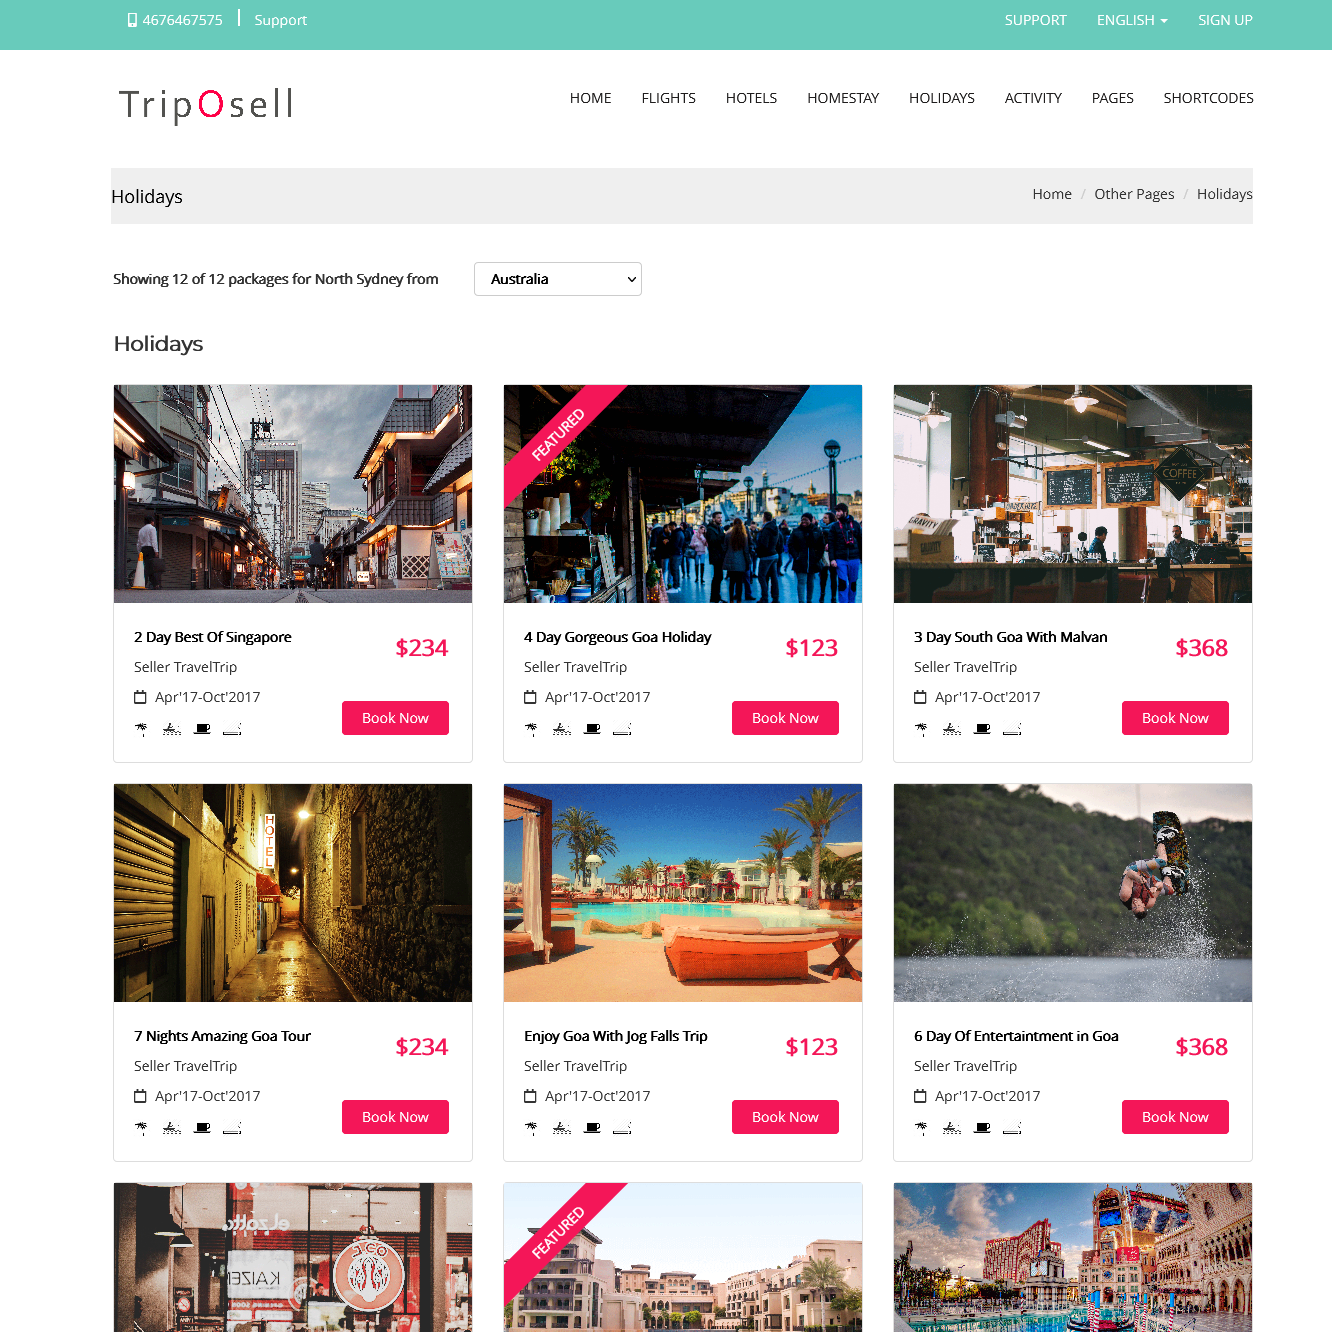 4676467575 | Support
SUPPORT ENGLISH SIGN UP
TripOsell
HOME FLIGHTS HOTELS HOMESTAY HOLIDAYS ACTIVITY PAGES SHORTCODES
Holidays
Home / Other Pages / Holidays
Showing 12 of 12 packages for North Sydney from Australia
Holidays
FEATURED
COFFEE
GRAVITY
2 Day Best Of Singapore
$234
Seller TravelTrip
Apr'17-Oct'2017
Book Now
4 Day Gorgeous Goa Holiday
$123
Seller TravelTrip
Apr'17-Oct'2017
Book Now
3 Day South Goa With Malvan
$368
Seller TravelTrip
Apr'17-Oct'2017
Book Now
HOTEL
7 Nights Amazing Goa Tour
$234
Seller TravelTrip
Apr'17-Oct'2017
Book Now
Enjoy Goa With Jog Falls Trip
$123
Seller TravelTrip
Apr'17-Oct'2017
Book Now
6 Day Of Entertaintment in Goa
$368
Seller TravelTrip
Apr'17-Oct'2017
Book Now
J.CO
KAIZEN
FEATURED